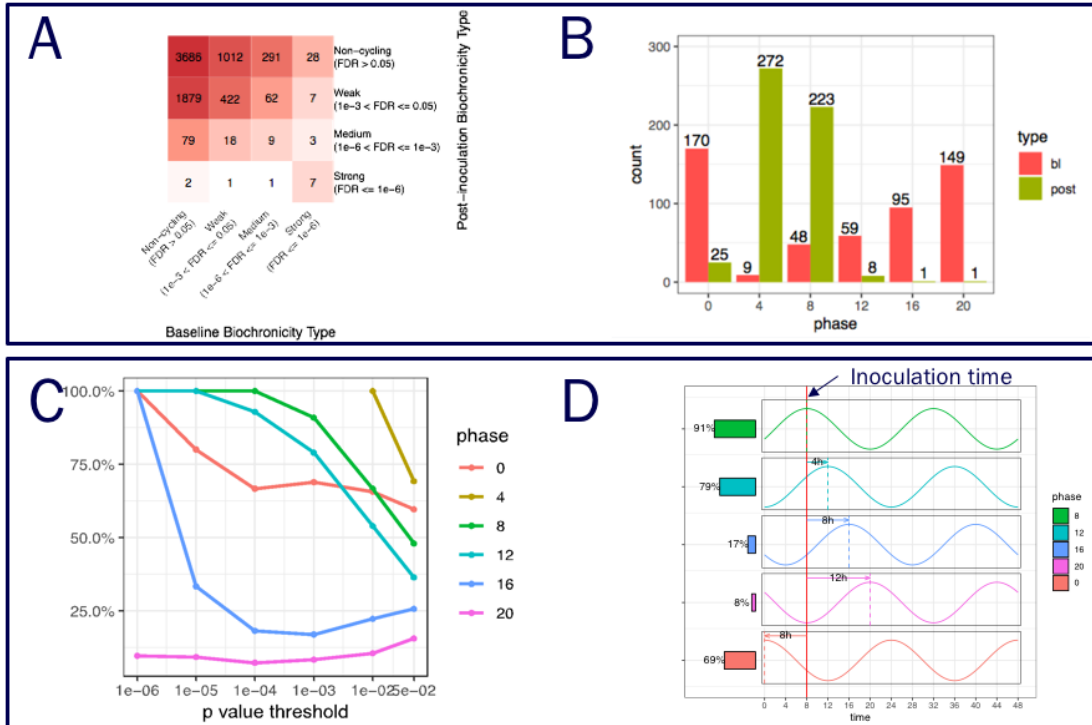 A
3686 1012 291 28
Non-cycling
(FDR > 0.05)
1879 422 62 7
Weak
(1e−3 < FDR <= 0.05)
79 18 9 3
Medium
(1e−6 < FDR <= 1e−3)
2 1 1 7
Strong
(FDR <= 1e−6)
Post−inoculation Biochronicity Type
Non−cycling
(FDR > 0.05)
Weak
(1e−3 < FDR <= 0.05)
Medium
(1e−6 < FDR <= 1e−3)
Strong
(FDR <= 1e−6)
Baseline Biochronicity Type
B
300
200
100
0
count
170 25 9 272 48 223 59 8 95 1 149 1
0 4 8 12 16 20
phase
type
bl
post
C
100.0%
75.0%
50.0%
25.0%
1e−06 1e−05 1e−04 1e−03 1e−02 5e−02
p value threshold
phase
0
4
8
12
16
20
D
Inoculation time
91%
79%
4h
17%
8h
8%
12h
69%
8h
0 4 8 12 16 20 24 28 32 36 40 44 48
time
phase
8
12
16
20
0